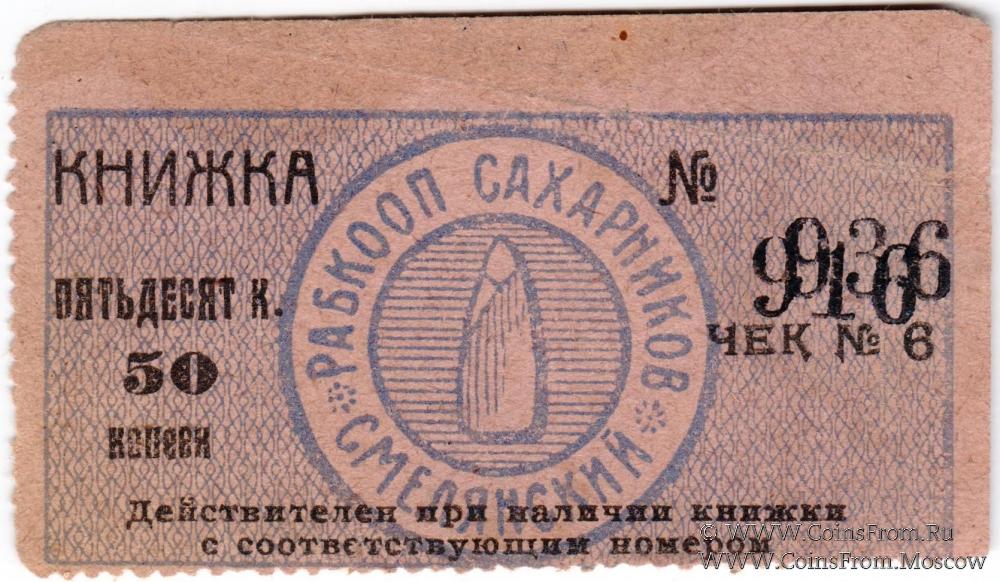 КНИЖКА №
РАБКООП САХАРНИКОВ
СМЕЛЯНСКИЙ
ПЯТЬДЕСЯТ К.
50
копеек
ЧЕК № 6
Действителен при наличии книжки
с соответствующим номером
© WWW.CoinsFrom.Ru
WWW.CoinsFrom.Moscow